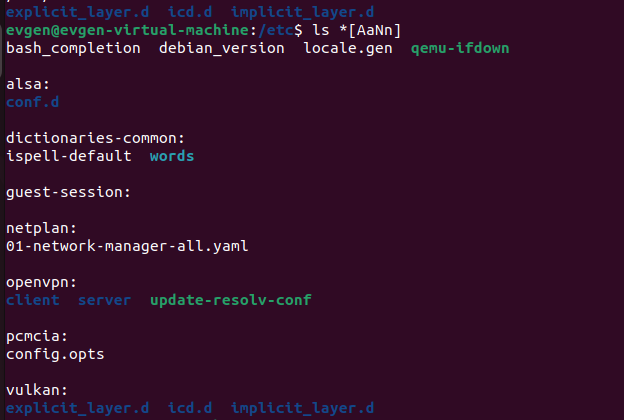 explicit_layer.d icd.d implicit_layer.d
evgen@evgen-virtual-machine:/etc$ ls *[AaNn]
bash_completion debian_version locale.gen qemu-ifdown
alsa:
conf.d
dictionaries-common:
ispell-default words
guest-session:
netplan:
01-network-manager-all.yaml
openvpn:
client server update-resolv-conf
pcmcia:
config.opts
vulkan:
explicit_layer.d icd.d implicit_layer.d